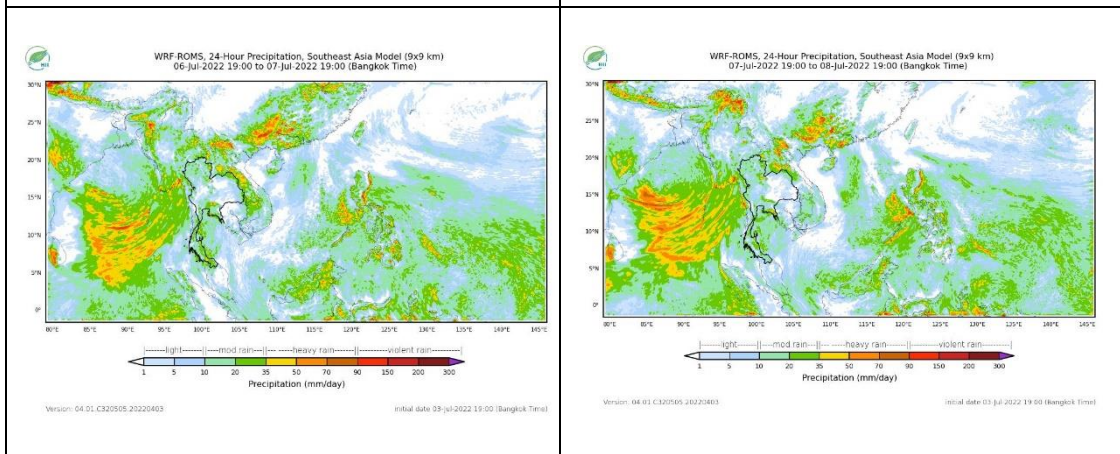 WRF-ROMS, 24-Hour Precipitation, Southeast Asia Model (9x9 km)
06-Jul-2022 19:00 to 07-Jul-2022 19:00 (Bangkok Time)
30°N
25°N
20°N
15°N
10°N
5°N
0°
80°E 85°E 90°E 95°E 100°E 105°E 110°E 115°E 120°E 125°E 130°E 135°E 140°E 145°E
|--------light-------||----mod rain---||---------heavy rain--------||------------violent rain---------|
1 5 10 20 35 50 70 90 150 200 300
Precipitation (mm/day)
Version: 04.01.C320505.20220403
initial date 03-Jul-2022 19:00 (Bangkok Time)
WRF-ROMS, 24-Hour Precipitation, Southeast Asia Model (9x9 km)
07-Jul-2022 19:00 to 08-Jul-2022 19:00 (Bangkok Time)
30°N
25°N
20°N
15°N
10°N
5°N
0°
80°E 85°E 90°E 95°E 100°E 105°E 110°E 115°E 120°E 125°E 130°E 135°E 140°E 145°E
|--------light-------||----mod rain---||---------heavy rain--------||------------violent rain---------|
1 5 10 20 35 50 70 90 150 200 300
Precipitation (mm/day)
Version: 04.01.C320505.20220403
initial date 03-Jul-2022 19:00 (Bangkok Time)